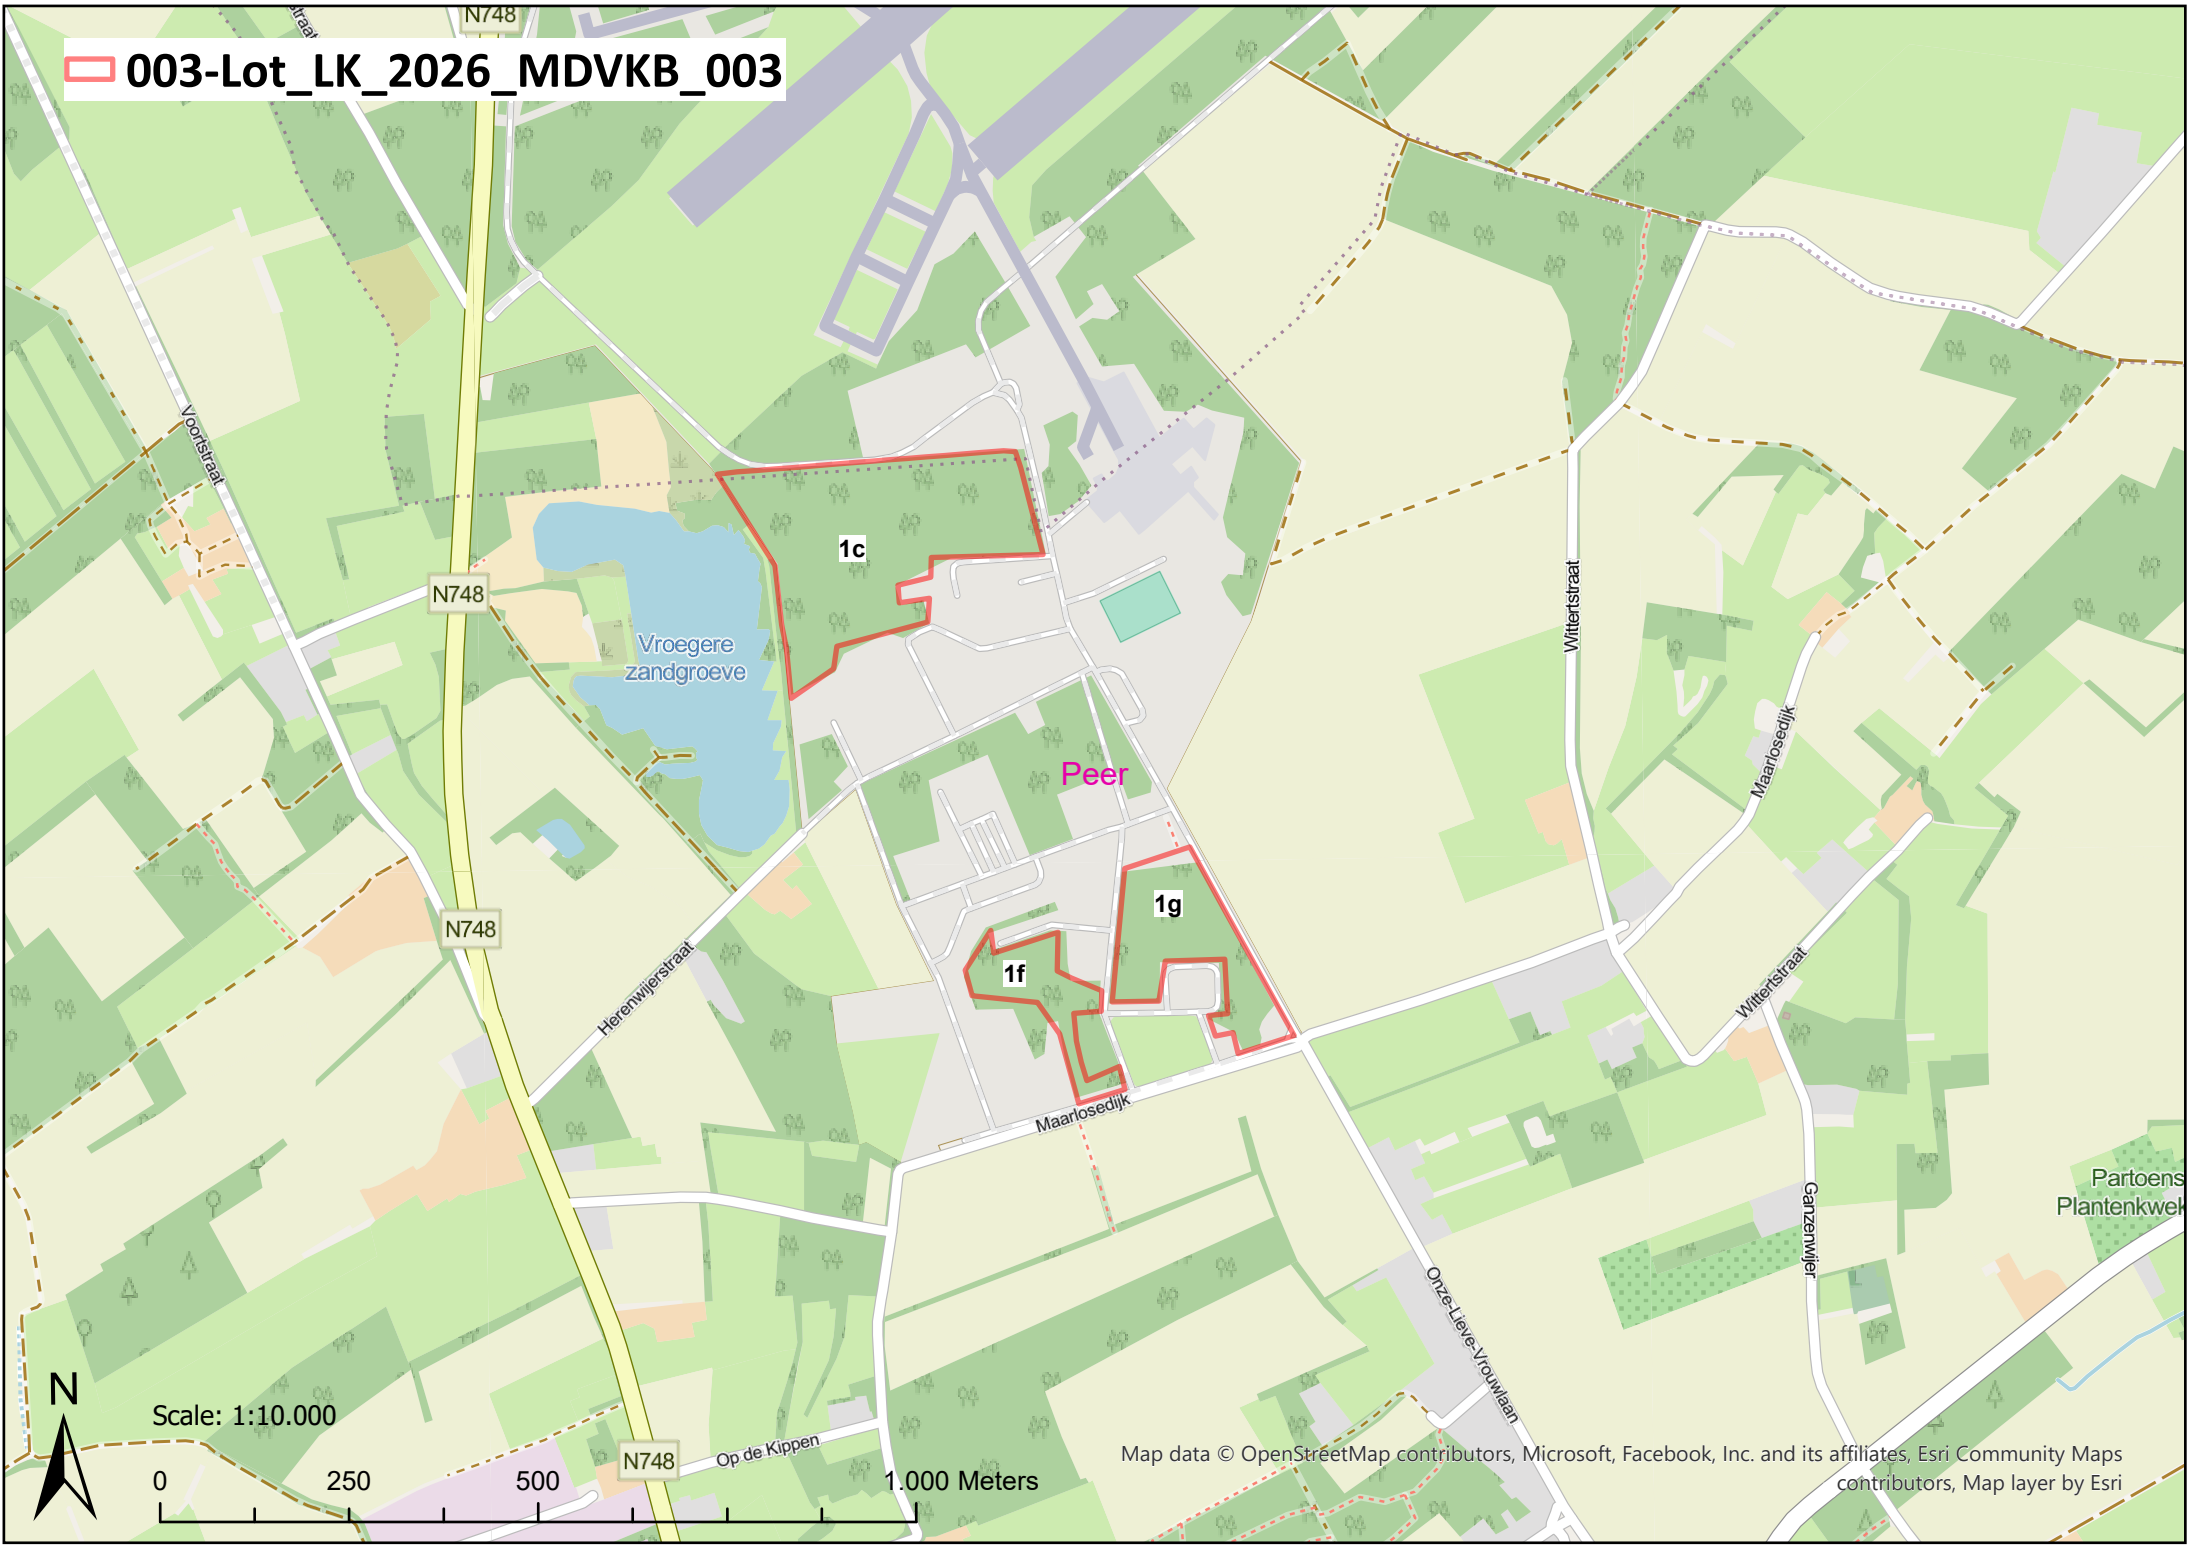 N748
straat
003-Lot_LK_2026_MDVKB_003
Voortstraat
1c
N748
Wittertstraat
Vroegere
zandgroeve
Maarlosedijk
Peer
1g
N748
1f
Herenwijerstraat
Wittertstraat
Maarlosedijk
Partoens
Plantenkwek
Ganzenwijer
Onze-Lieve-Vrouwlaan
N
Scale: 1:10.000
N748
Op de Kippen
Map data © OpenStreetMap contributors, Microsoft, Facebook, Inc. and its affiliates, Esri Community Maps
contributors, Map layer by Esri
0 250 500 1.000 Meters